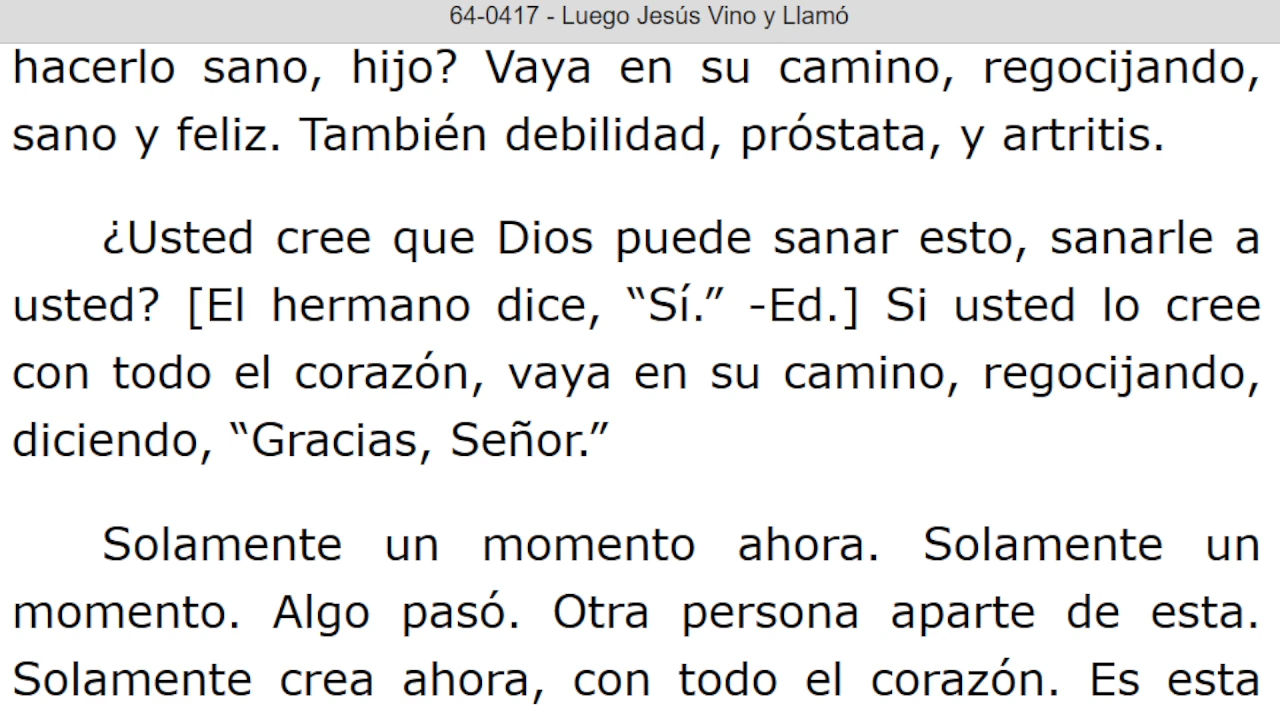 64-0417 - Luego Jesús Vino y Llamó
hacerlo sano, hijo? Vaya en su camino, regocijando,
sano y feliz. También debilidad, próstata, y artritis.
¿Usted cree que Dios puede sanar esto, sanarle a
usted? [El hermano dice, “Sí.” -Ed.] Si usted lo cree
con todo el corazón, vaya en su camino, regocijando,
diciendo, “Gracias, Señor.”
Solamente un momento ahora. Solamente un
momento. Algo pasó. Otra persona aparte de esta.
Solamente crea ahora, con todo el corazón. Es esta